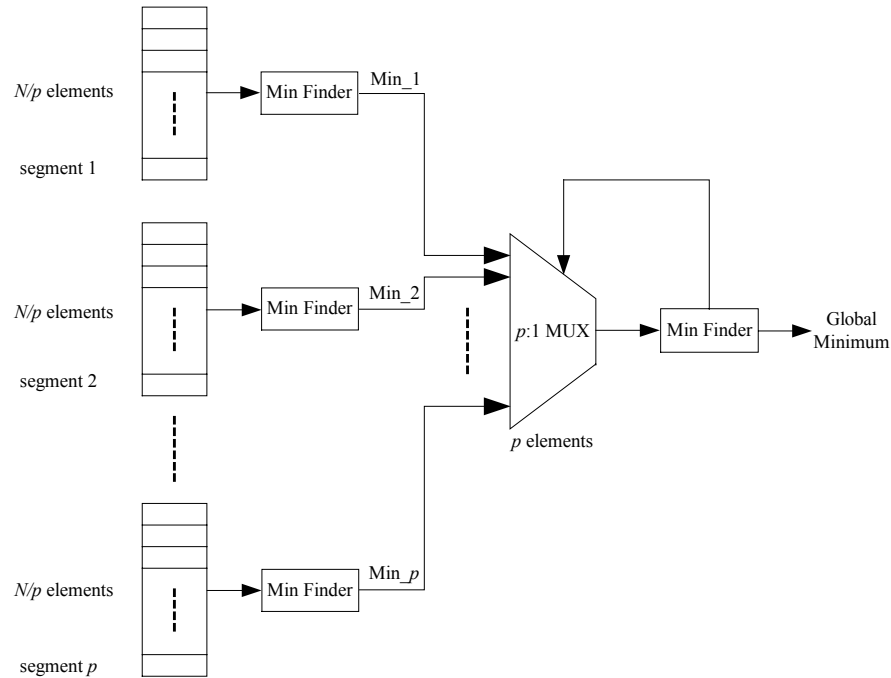 N/p elements
Min Finder
Min_1
segment 1
N/p elements
Min Finder
Min_2
segment 2
p:1 MUX
Min Finder
Global
Minimum
p elements
N/p elements
Min Finder
Min_p
segment p